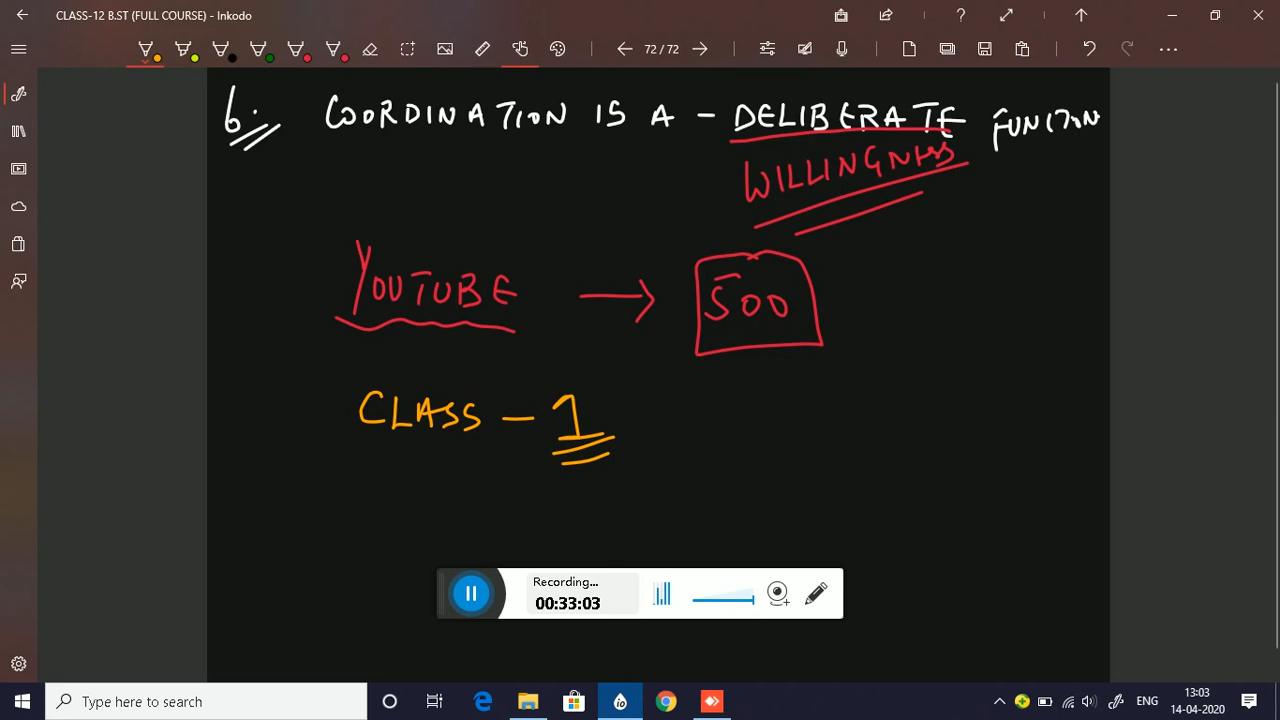 CLASS-12 B.ST (FULL COURSE) - Inkodo
72 / 72
6. COORDINATION IS A - DELIBERATE FUNCTION
WILLINGNESS
YOUTUBE → 500
CLASS - 1
Recording...
00:33:03
Type here to search
ENG
13:03
14-04-2020